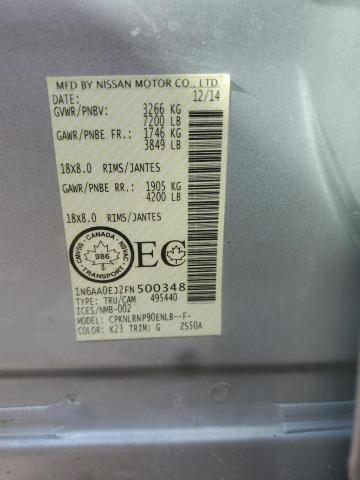 MFD BY NISSAN MOTOR CO., LTD
DATE: 12/14
GVWR/PNBV: 3266 KG
7200 LB
GAWR/PNBE FR.: 1746 KG
3849 LB
18X8.0 RIMS/JANTES
GAWR/PNBE RR.: 1905 KG
4200 LB
18X8.0 RIMS/JANTES
CMVSS - CANADA - NSVAC
986
EC
1N6AA0EJ2FN500348
TYPE: TRU/CAM 495440
ICES/NMB-002
MODEL: CPKNLRNP90ENLB--F-
COLOR: K23 TRIM: G ZS50A